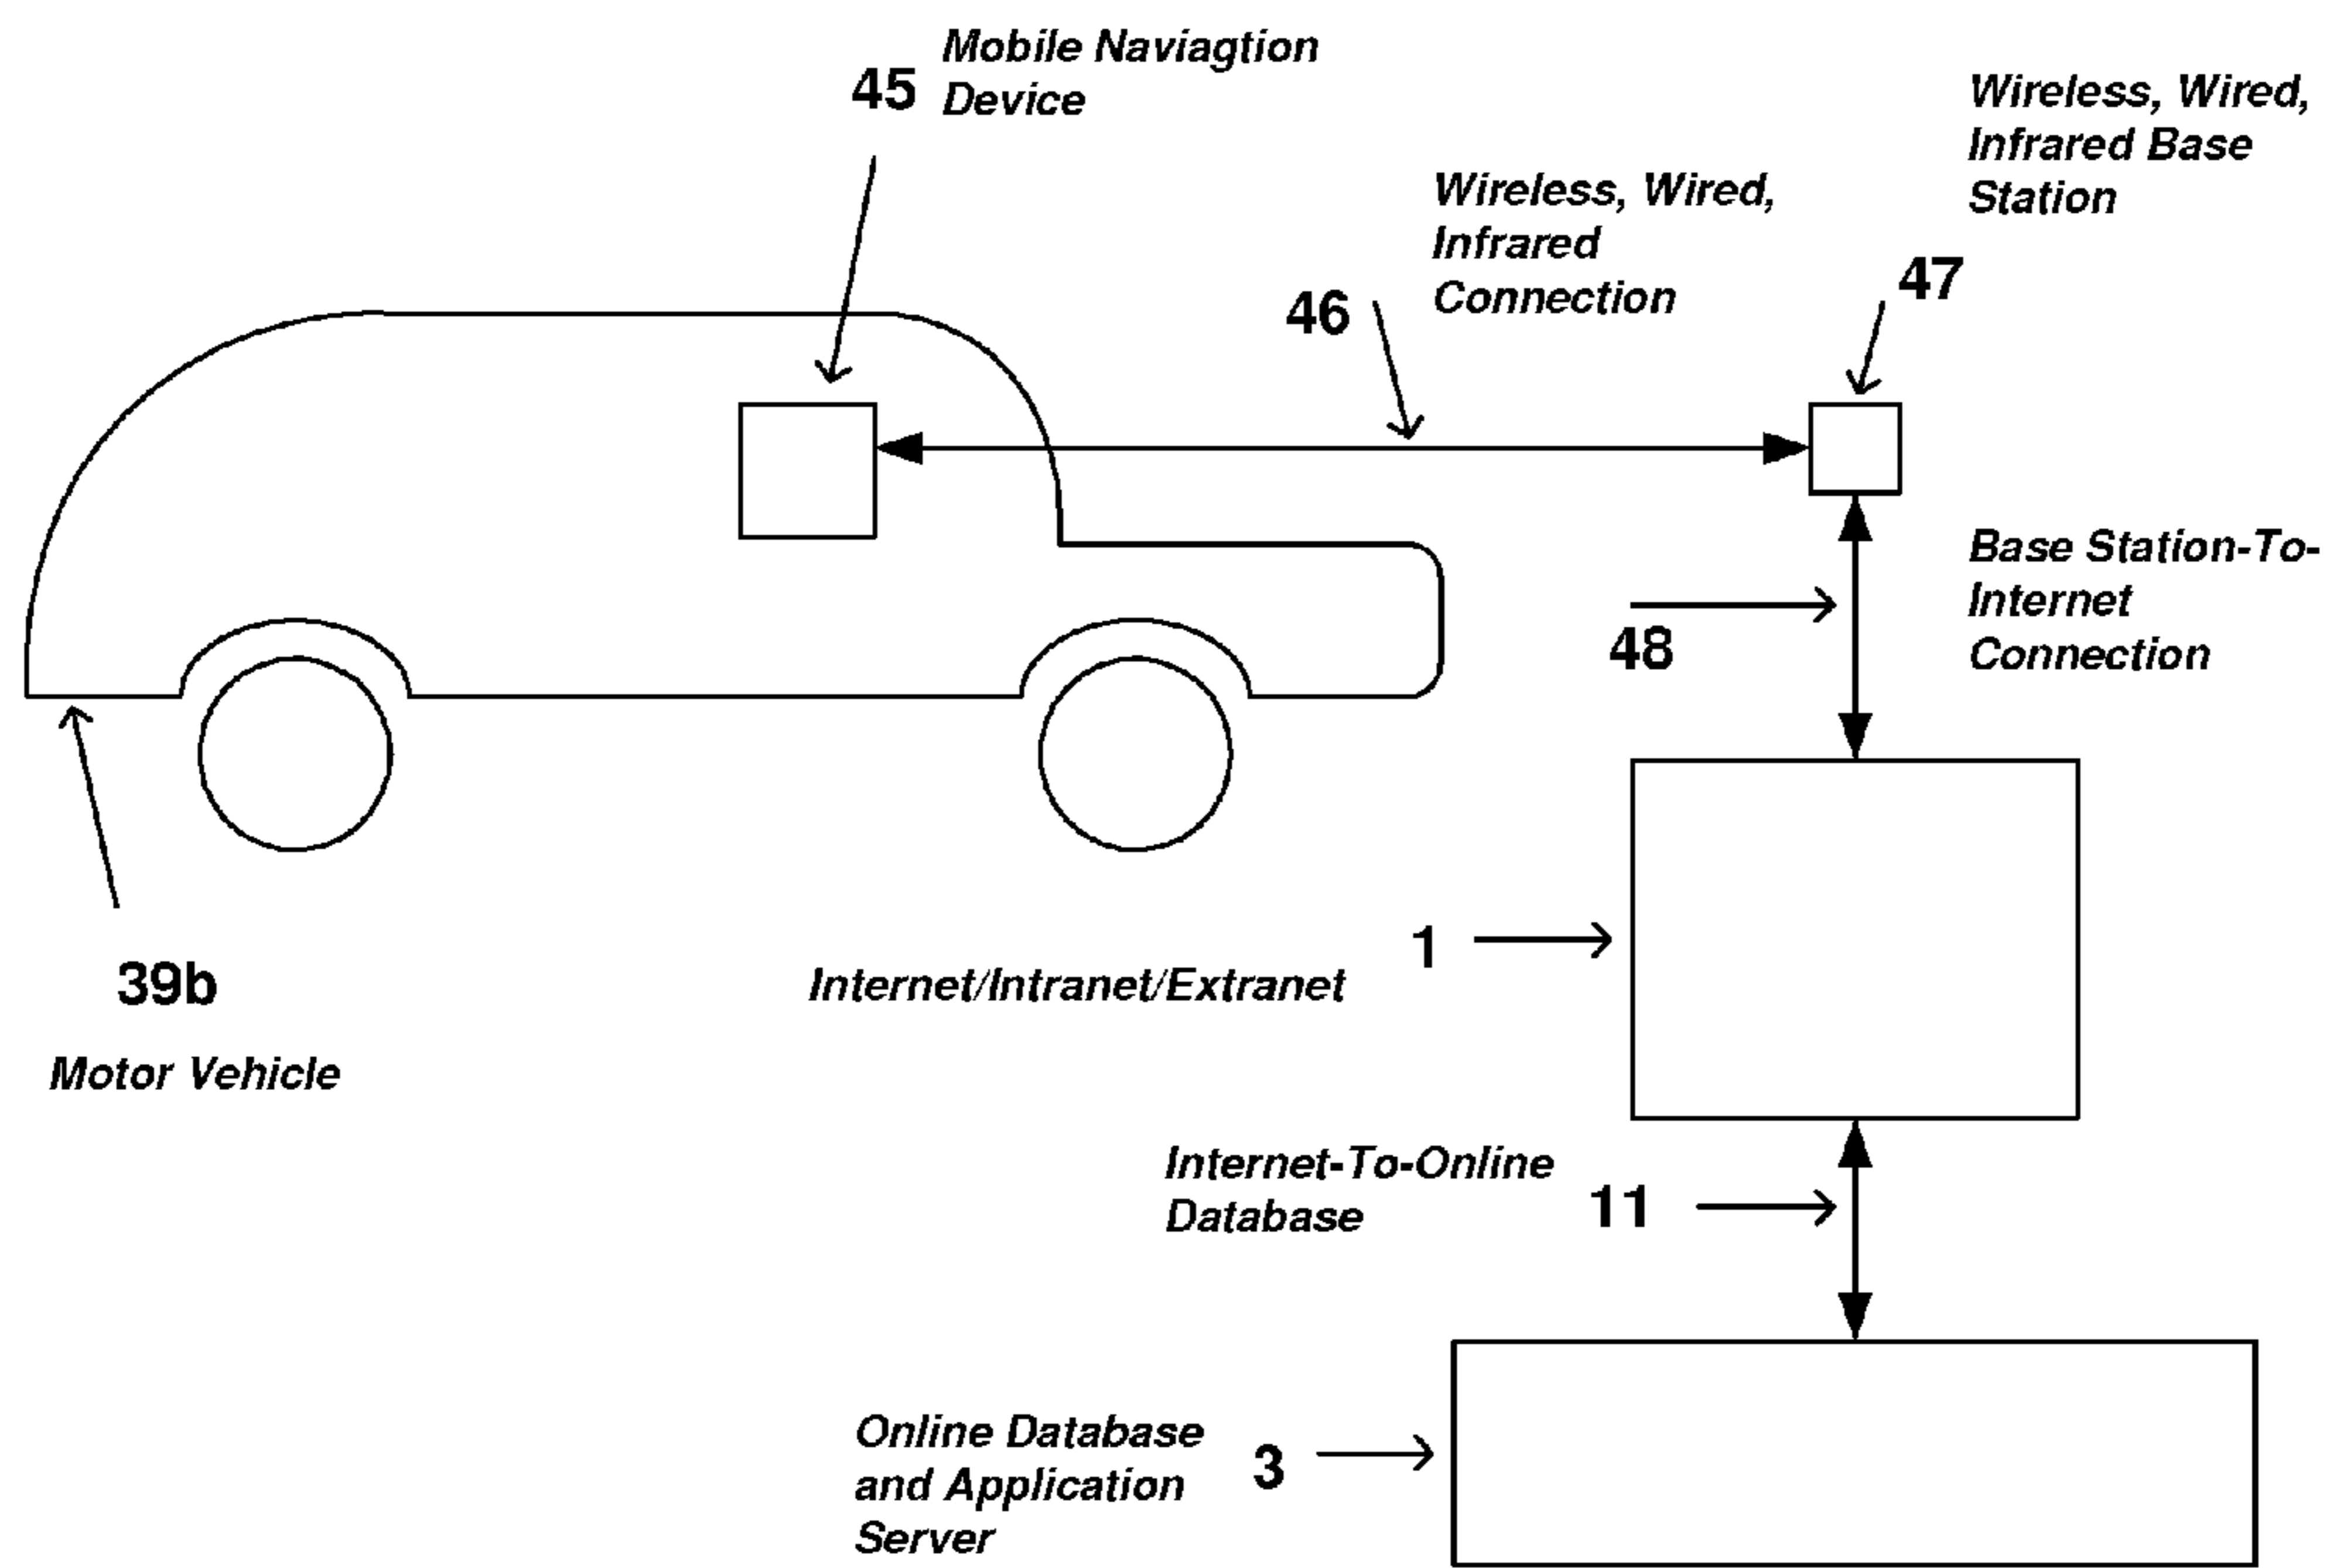 Mobile Naviagtion
45 Device
Wireless, Wired,
Infrared Base
Station
47
Wireless, Wired,
Infrared
46 Connection
Base Station-To-
Internet
48 Connection
39b
Motor Vehicle
1
Internet/Intranet/Extranet
Internet-To-Online
Database 11
Online Database
and Application 3
Server